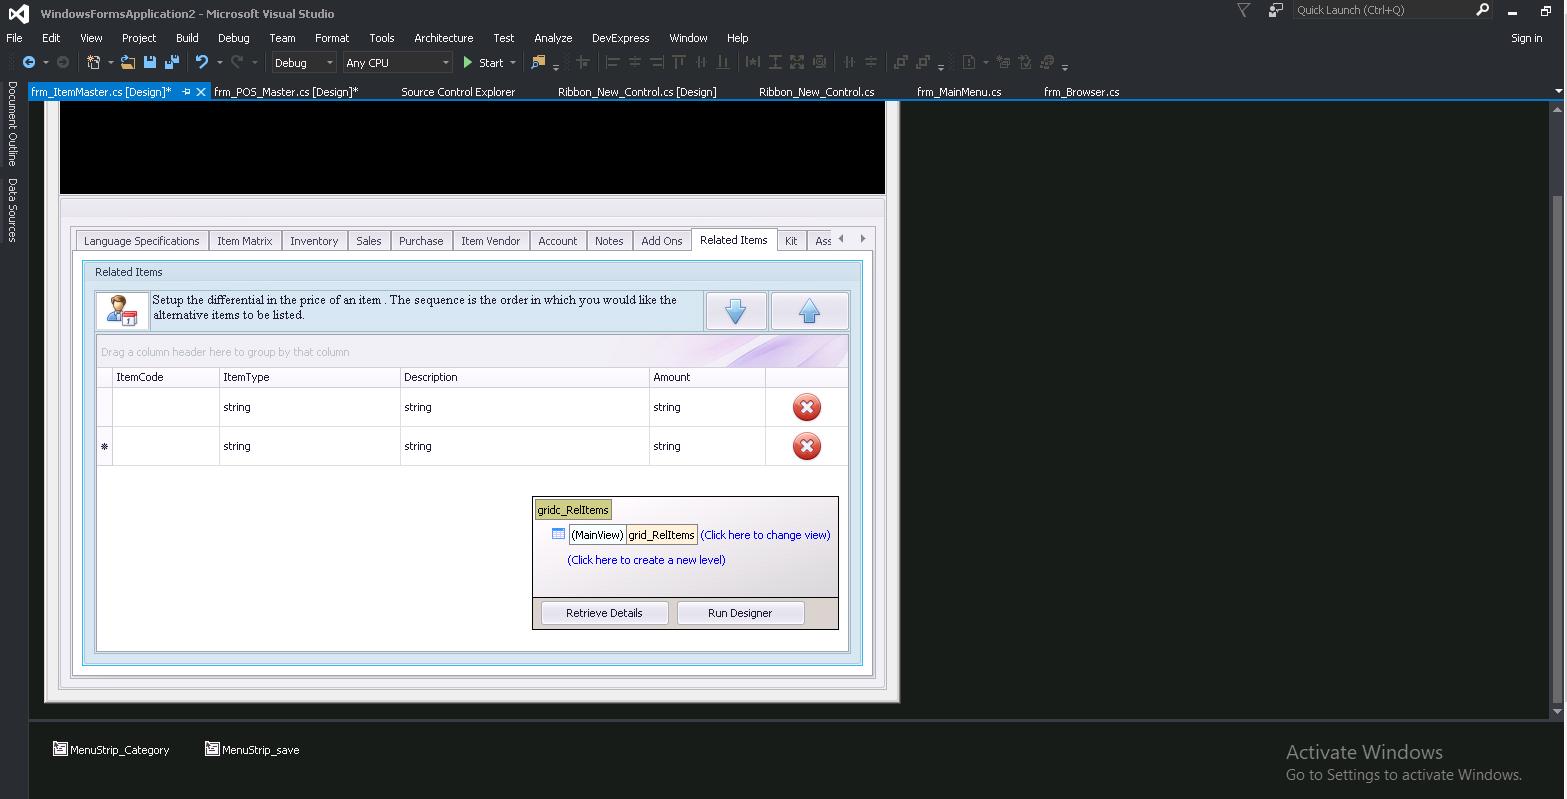 WindowsFormsApplication2 - Microsoft Visual Studio
Quick Launch (Ctrl+Q)
File Edit View Project Build Debug Team Format Tools Architecture Test Analyze DevExpress Window Help
Sign in
Debug Any CPU Start
frm_ItemMaster.cs [Design]* frm_POS_Master.cs [Design]* Source Control Explorer Ribbon_New_Control.cs [Design] Ribbon_New_Control.cs frm_MainMenu.cs frm_Browser.cs
Document Outline
Data Sources
Language Specifications Item Matrix Inventory Sales Purchase Item Vendor Account Notes Add Ons Related Items Kit Ass
Related Items
Setup the differential in the price of an item . The sequence is the order in which you would like the
alternative items to be listed.
1
Drag a column header here to group by that column
ItemCode ItemType Description Amount
string string string
string string string
gridc_RelItems
(MainView) grid_RelItems (Click here to change view)
(Click here to create a new level)
Retrieve Details Run Designer
MenuStrip_Category MenuStrip_save
Activate Windows
Go to Settings to activate Windows.